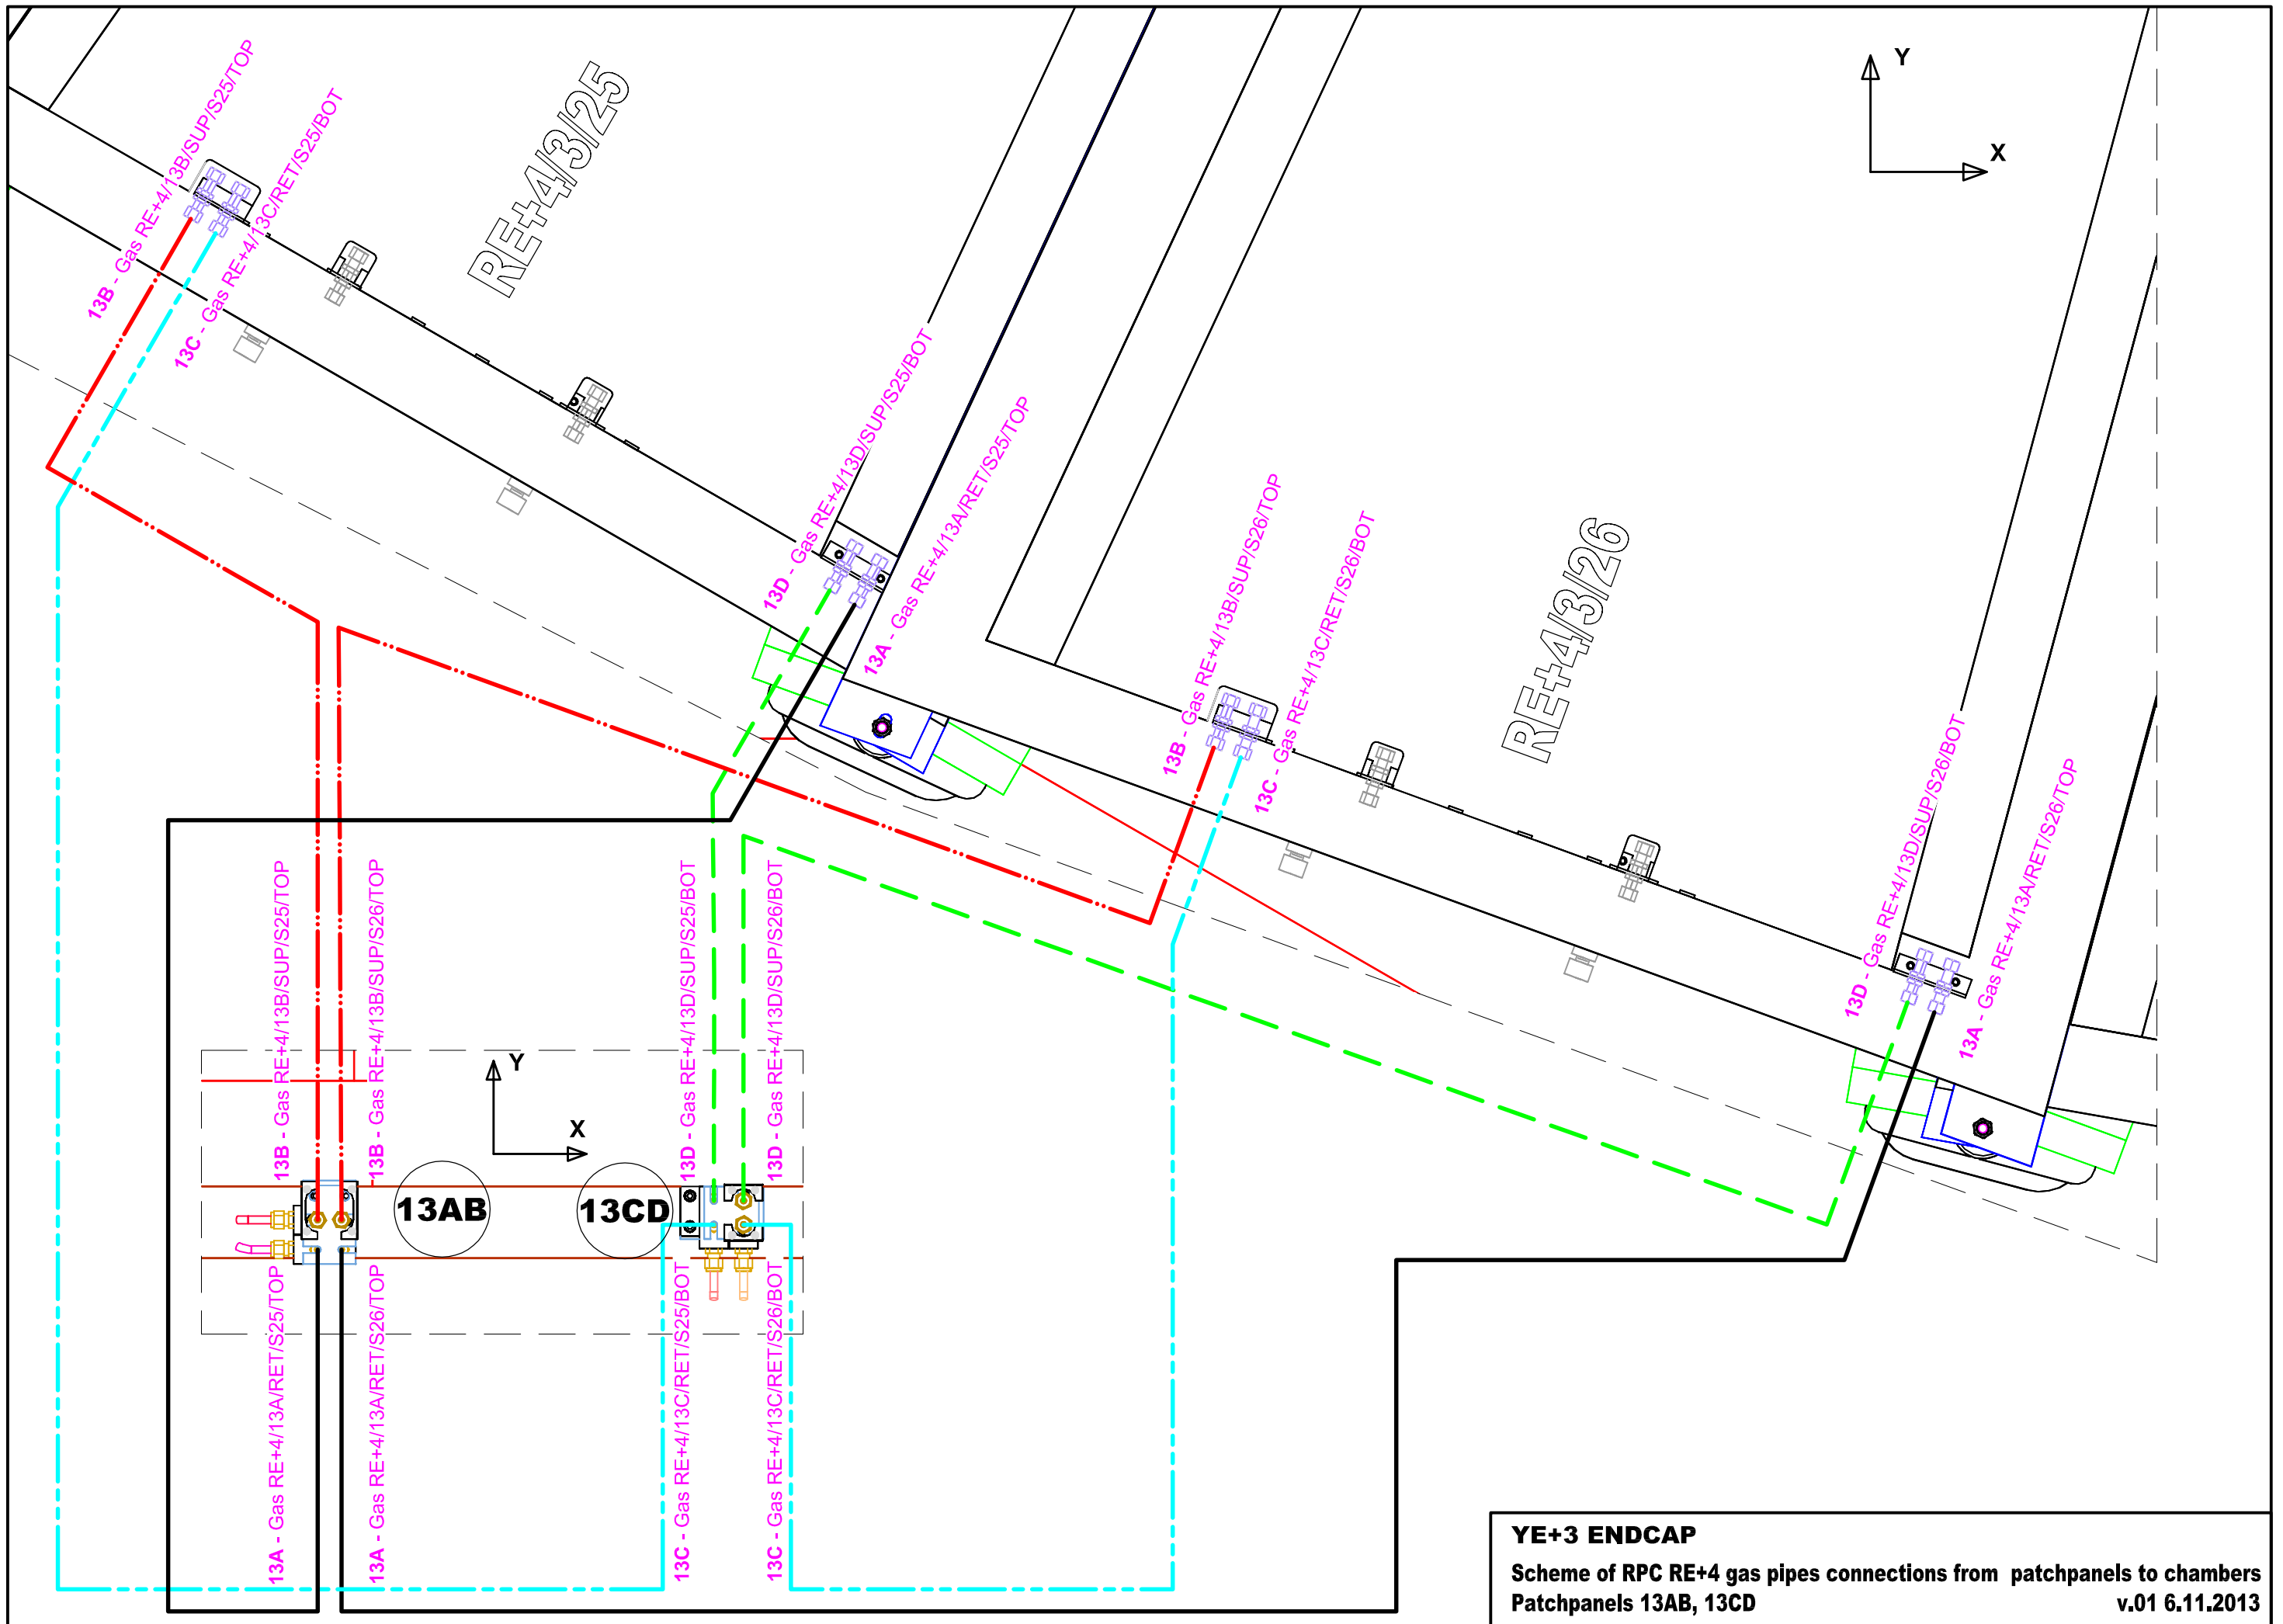 13B - Gas RE+4/13B/SUP/S25/TOP
13C - Gas RE+4/13C/RET/S25/BOT
RE+4/3/25
Y
X
13D - Gas RE+4/13D/SUP/S25/BOT
13A - Gas RE+4/13A/RET/S25/TOP
13B - Gas RE+4/13B/SUP/S26/TOP
13C - Gas RE+4/13C/RET/S26/BOT
RE+4/3/26
13D - Gas RE+4/13D/SUP/S26/BOT
13A - Gas RE+4/13A/RET/S26/TOP
13B - Gas RE+4/13B/SUP/S25/TOP
13B - Gas RE+4/13B/SUP/S26/TOP
13D - Gas RE+4/13D/SUP/S25/BOT
13D - Gas RE+4/13D/SUP/S26/BOT
Y
X
13AB
13CD
13A - Gas RE+4/13A/RET/S25/TOP
13A - Gas RE+4/13A/RET/S26/TOP
13C - Gas RE+4/13C/RET/S25/BOT
13C - Gas RE+4/13C/RET/S26/BOT
YE+3 ENDCAP
Scheme of RPC RE+4 gas pipes connections from patchpanels to chambers
Patchpanels 13AB, 13CD v.01 6.11.2013